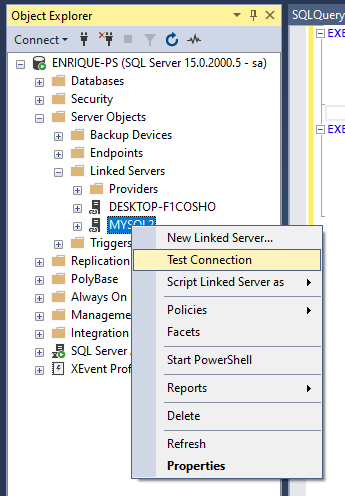 Object Explorer
SQLQuery
Connect
EXE
ENRIQUE-PS (SQL Server 15.0.2000.5 - sa)
Databases
Security
Server Objects
EXE
Backup Devices
Endpoints
Linked Servers
Providers
DESKTOP-F1COSHO
MYSQL2
Triggers
Replication
PolyBase
Always On
Manageme
Integration
SQL Server
XEvent Prof
New Linked Server...
Test Connection
Script Linked Server as
Policies
Facets
Start PowerShell
Reports
Delete
Refresh
Properties